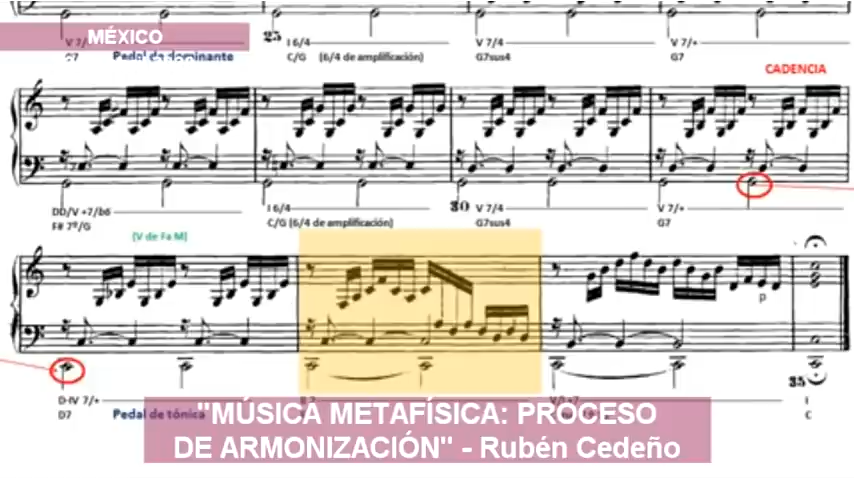 MÉXICO
V 7/4
G7 Pedal de dominante
25
I 6/4
C/G (6/4 de amplificación)
V 7/4
G7sus4
V 7/+
G7
CADENCIA
DD/V +7/b6
F# 7º/G
(V de Fa M)
I 6/4
C/G (6/4 de amplificación)
30
V 7/4
G7sus4
V 7/+
G7
D-IV 7/+
D7 Pedal de tónica
p
35
I
C
"MÚSICA METAFÍSICA: PROCESO
DE ARMONIZACIÓN" - Rubén Cedeño